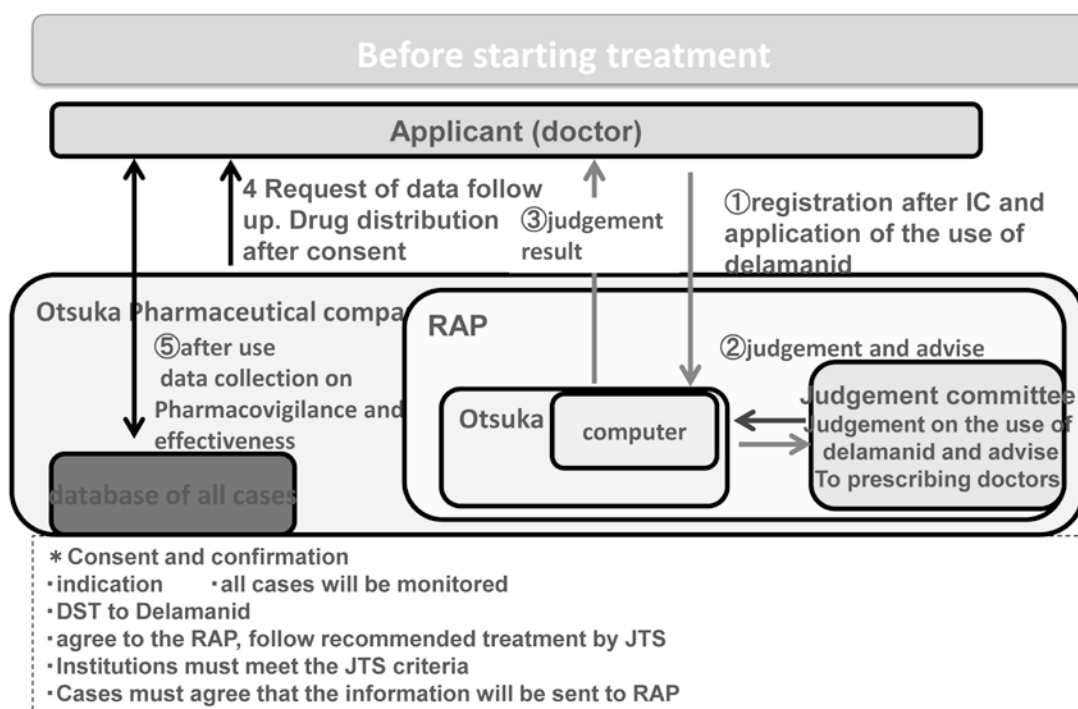 Before starting treatment
Applicant (doctor)
4 Request of data follow
up. Drug distribution
after consent
③judgement
result
①registration after IC and
application of the use of
delamanid
Otsuka Pharmaceutical compa
RAP
⑤after use
data collection on
Pharmacovigilance and
effectiveness
②judgement and advise
Otsuka
computer
Judgement committee
Judgement on the use of
delamanid and advise
To prescribing doctors
database of all cases
* Consent and confirmation
・indication ・all cases will be monitored
・DST to Delamanid
・agree to the RAP, follow recommended treatment by JTS
・Institutions must meet the JTS criteria
・Cases must agree that the information will be sent to RAP